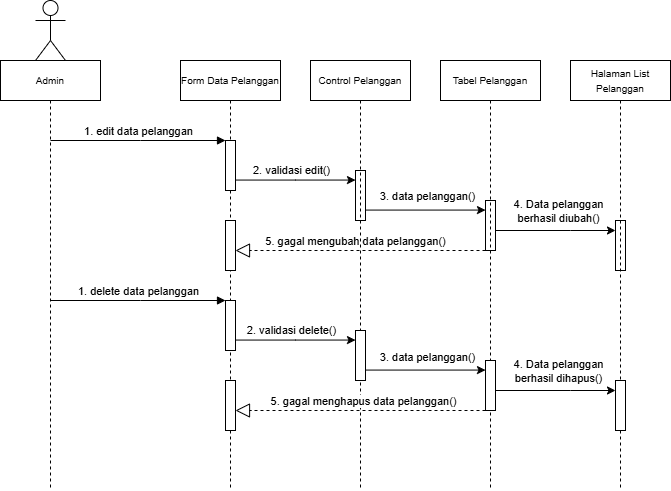 Admin
Form Data Pelanggan
Control Pelanggan
Tabel Pelanggan
Halaman List
Pelanggan
1. edit data pelanggan
2. validasi edit()
3. data pelanggan()
4. Data pelanggan
berhasil diubah()
5. gagal mengubah data pelanggan()
1. delete data pelanggan
2. validasi delete()
3. data pelanggan()
4. Data pelanggan
berhasil dihapus()
5. gagal menghapus data pelanggan()